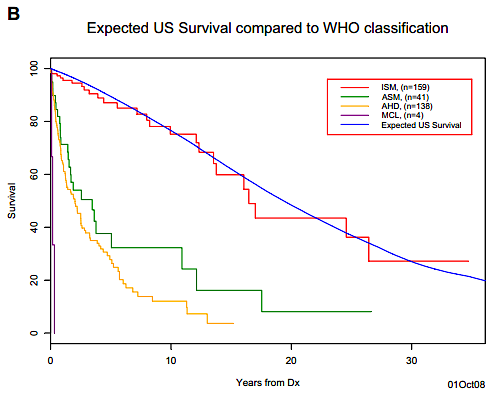 B
Expected US Survival compared to WHO classification
ISM, (n=159)
ASM, (n=41)
AHD, (n=138)
MCL, (n=4)
Expected US Survival
100
80
60
40
20
0
Survival
0 10 20 30
Years from Dx
01Oct08